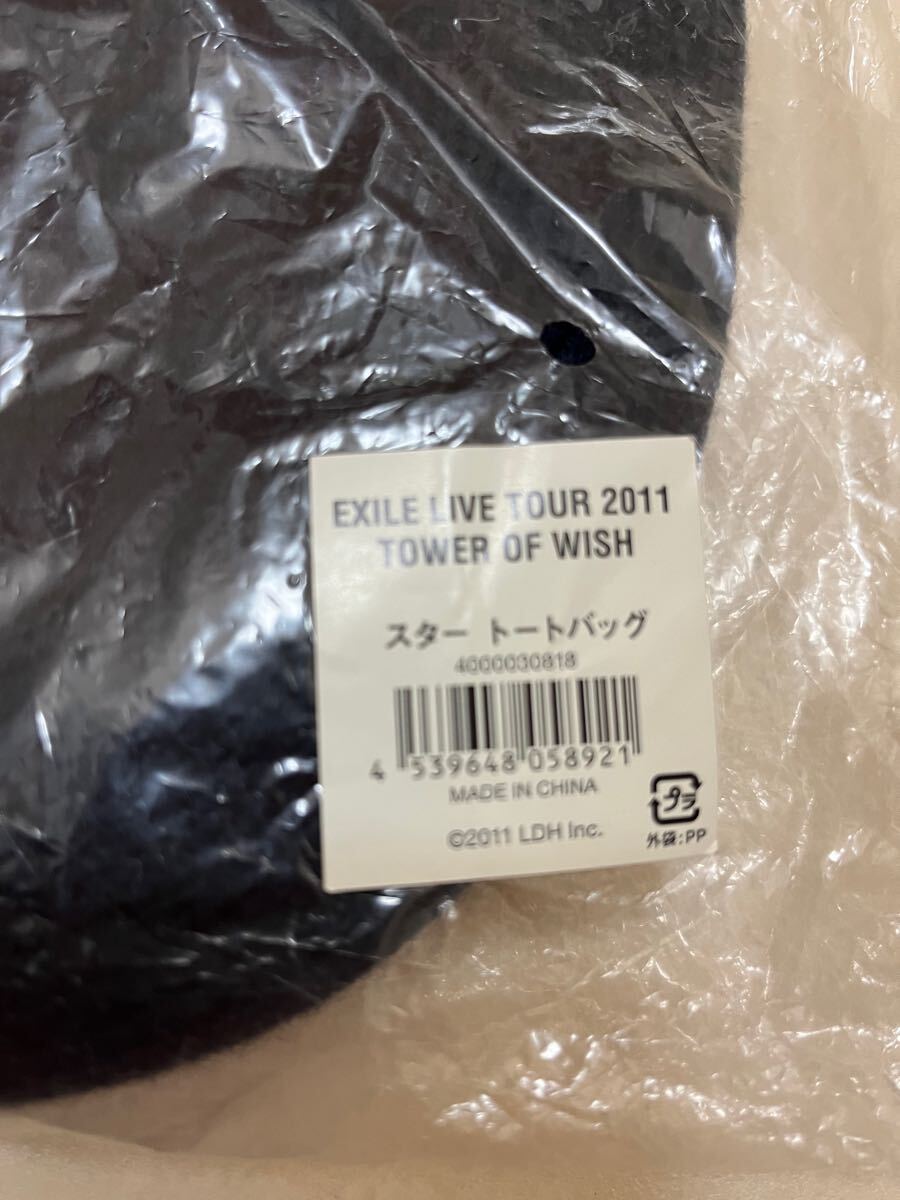 EXILE LIVE TOUR 2011
TOWER OF WISH
スター トートバッグ
4000030818
4 539648 058921
MADE IN CHINA
©2011 LDH Inc.
プラ
外袋:PP